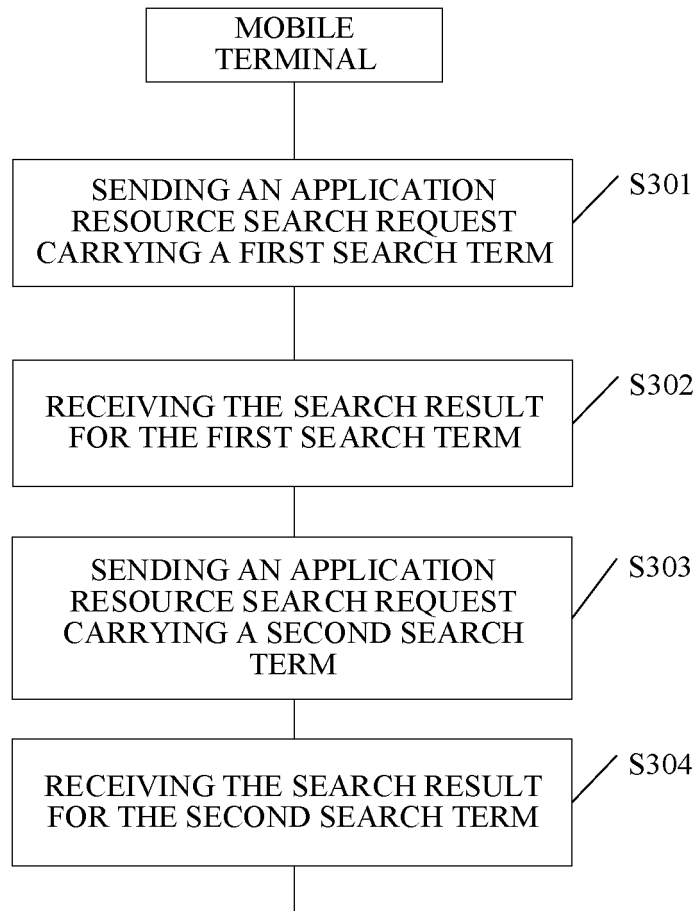 MOBILE
TERMINAL
SENDING AN APPLICATION
RESOURCE SEARCH REQUEST
CARRYING A FIRST SEARCH TERM
S301
RECEIVING THE SEARCH RESULT
FOR THE FIRST SEARCH TERM
S302
SENDING AN APPLICATION
RESOURCE SEARCH REQUEST
CARRYING A SECOND SEARCH
TERM
S303
RECEIVING THE SEARCH RESULT
FOR THE SECOND SEARCH TERM
S304